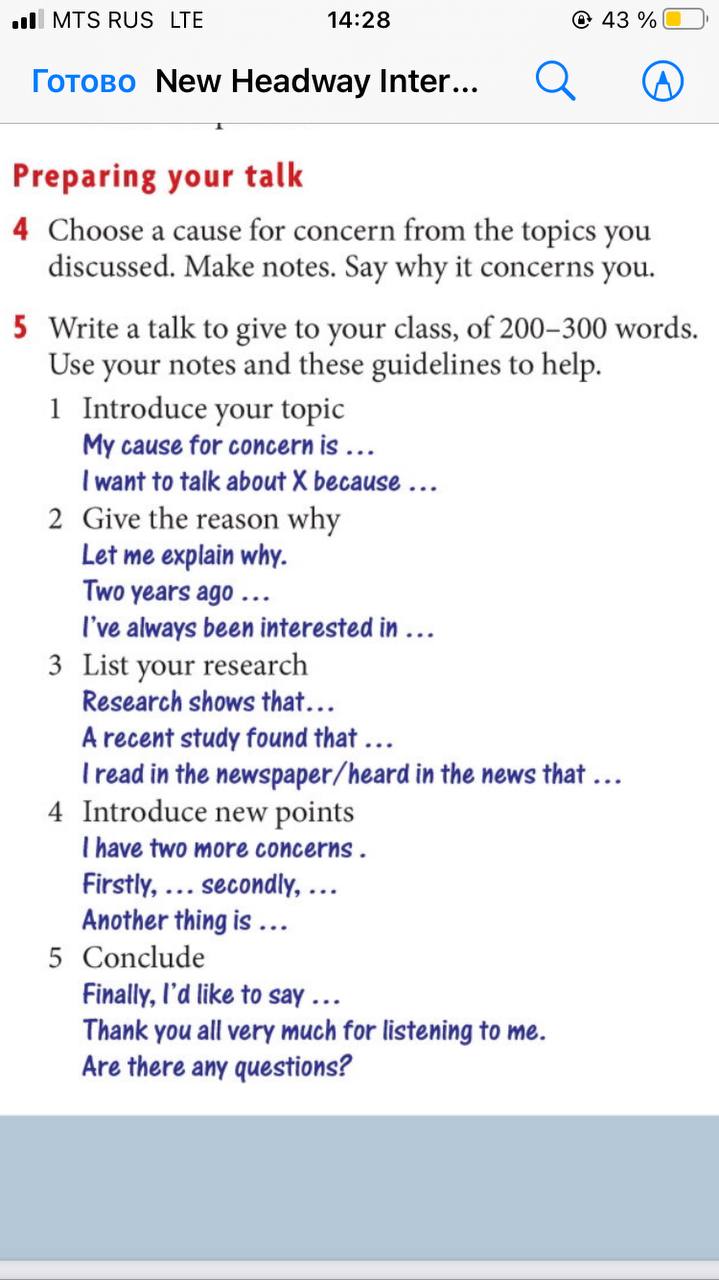 MTS RUS LTE 14:28 43 %
Готово New Headway Inter...
Preparing your talk
4 Choose a cause for concern from the topics you
discussed. Make notes. Say why it concerns you.
5 Write a talk to give to your class, of 200–300 words.
Use your notes and these guidelines to help.
1 Introduce your topic
My cause for concern is ...
I want to talk about X because ...
2 Give the reason why
Let me explain why.
Two years ago ...
I've always been interested in ...
3 List your research
Research shows that...
A recent study found that ...
I read in the newspaper/heard in the news that ...
4 Introduce new points
I have two more concerns .
Firstly, ... secondly, ...
Another thing is ...
5 Conclude
Finally, I'd like to say ...
Thank you all very much for listening to me.
Are there any questions?